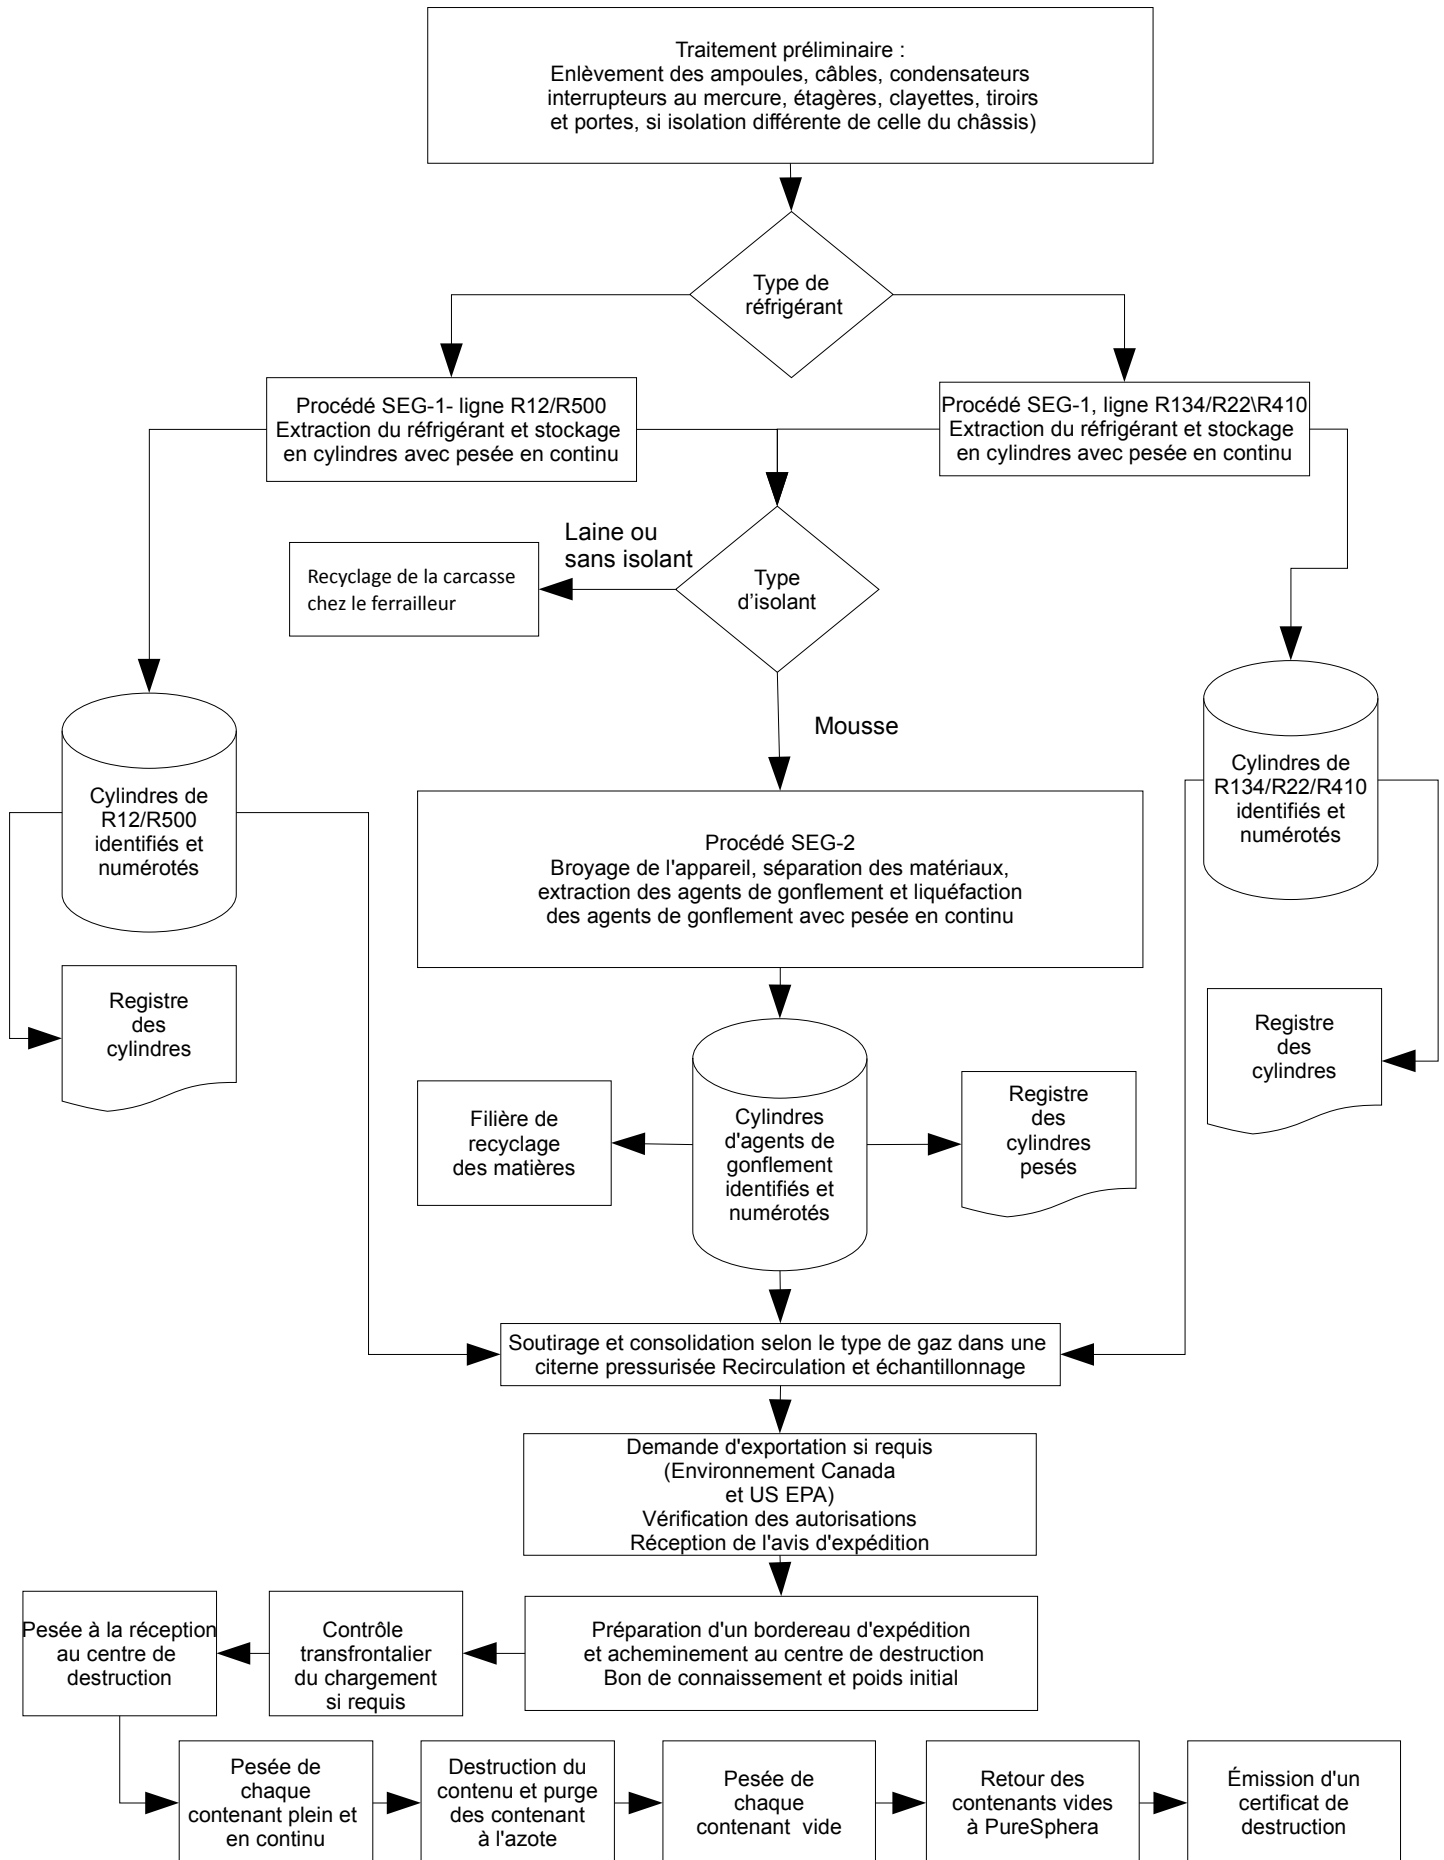 Traitement préliminaire :
Enlèvement des ampoules, câbles, condensateurs
interrupteurs au mercure, étagères, clayettes, tiroirs
et portes, si isolation différente de celle du châssis)
Type de
réfrigérant
Procédé SEG-1- ligne R12/R500
Extraction du réfrigérant et stockage
en cylindres avec pesée en continu
Procédé SEG-1, ligne R134/R22\R410
Extraction du réfrigérant et stockage
en cylindres avec pesée en continu
Laine ou
sans isolant
Recyclage de la carcasse
chez le ferrailleur
Type
d’isolant
Mousse
Cylindres de
R12/R500
identifiés et
numérotés
Cylindres de
R134/R22/R410
identifiés et
numérotés
Procédé SEG-2
Broyage de l'appareil, séparation des matériaux,
extraction des agents de gonflement et liquéfaction
des agents de gonflement avec pesée en continu
Registre
des
cylindres
Registre
des
cylindres
Filière de
recyclage
des matières
Cylindres
d'agents de
gonflement
identifiés et
numérotés
Registre
des
cylindres
pesés
Soutirage et consolidation selon le type de gaz dans une
citerne pressurisée Recirculation et échantillonnage
Demande d'exportation si requis
(Environnement Canada
et US EPA)
Vérification des autorisations
Réception de l'avis d'expédition
Pesée à la réception
au centre de
destruction
Contrôle
transfrontalier
du chargement
si requis
Préparation d'un bordereau d'expédition
et acheminement au centre de destruction
Bon de connaissement et poids initial
Pesée de
chaque
contenant plein et
en continu
Destruction du
contenu et purge
des contenant
à l'azote
Pesée de
chaque
contenant  vide
Retour des
contenants vides
à PureSphera
Émission d'un
certificat de
destruction